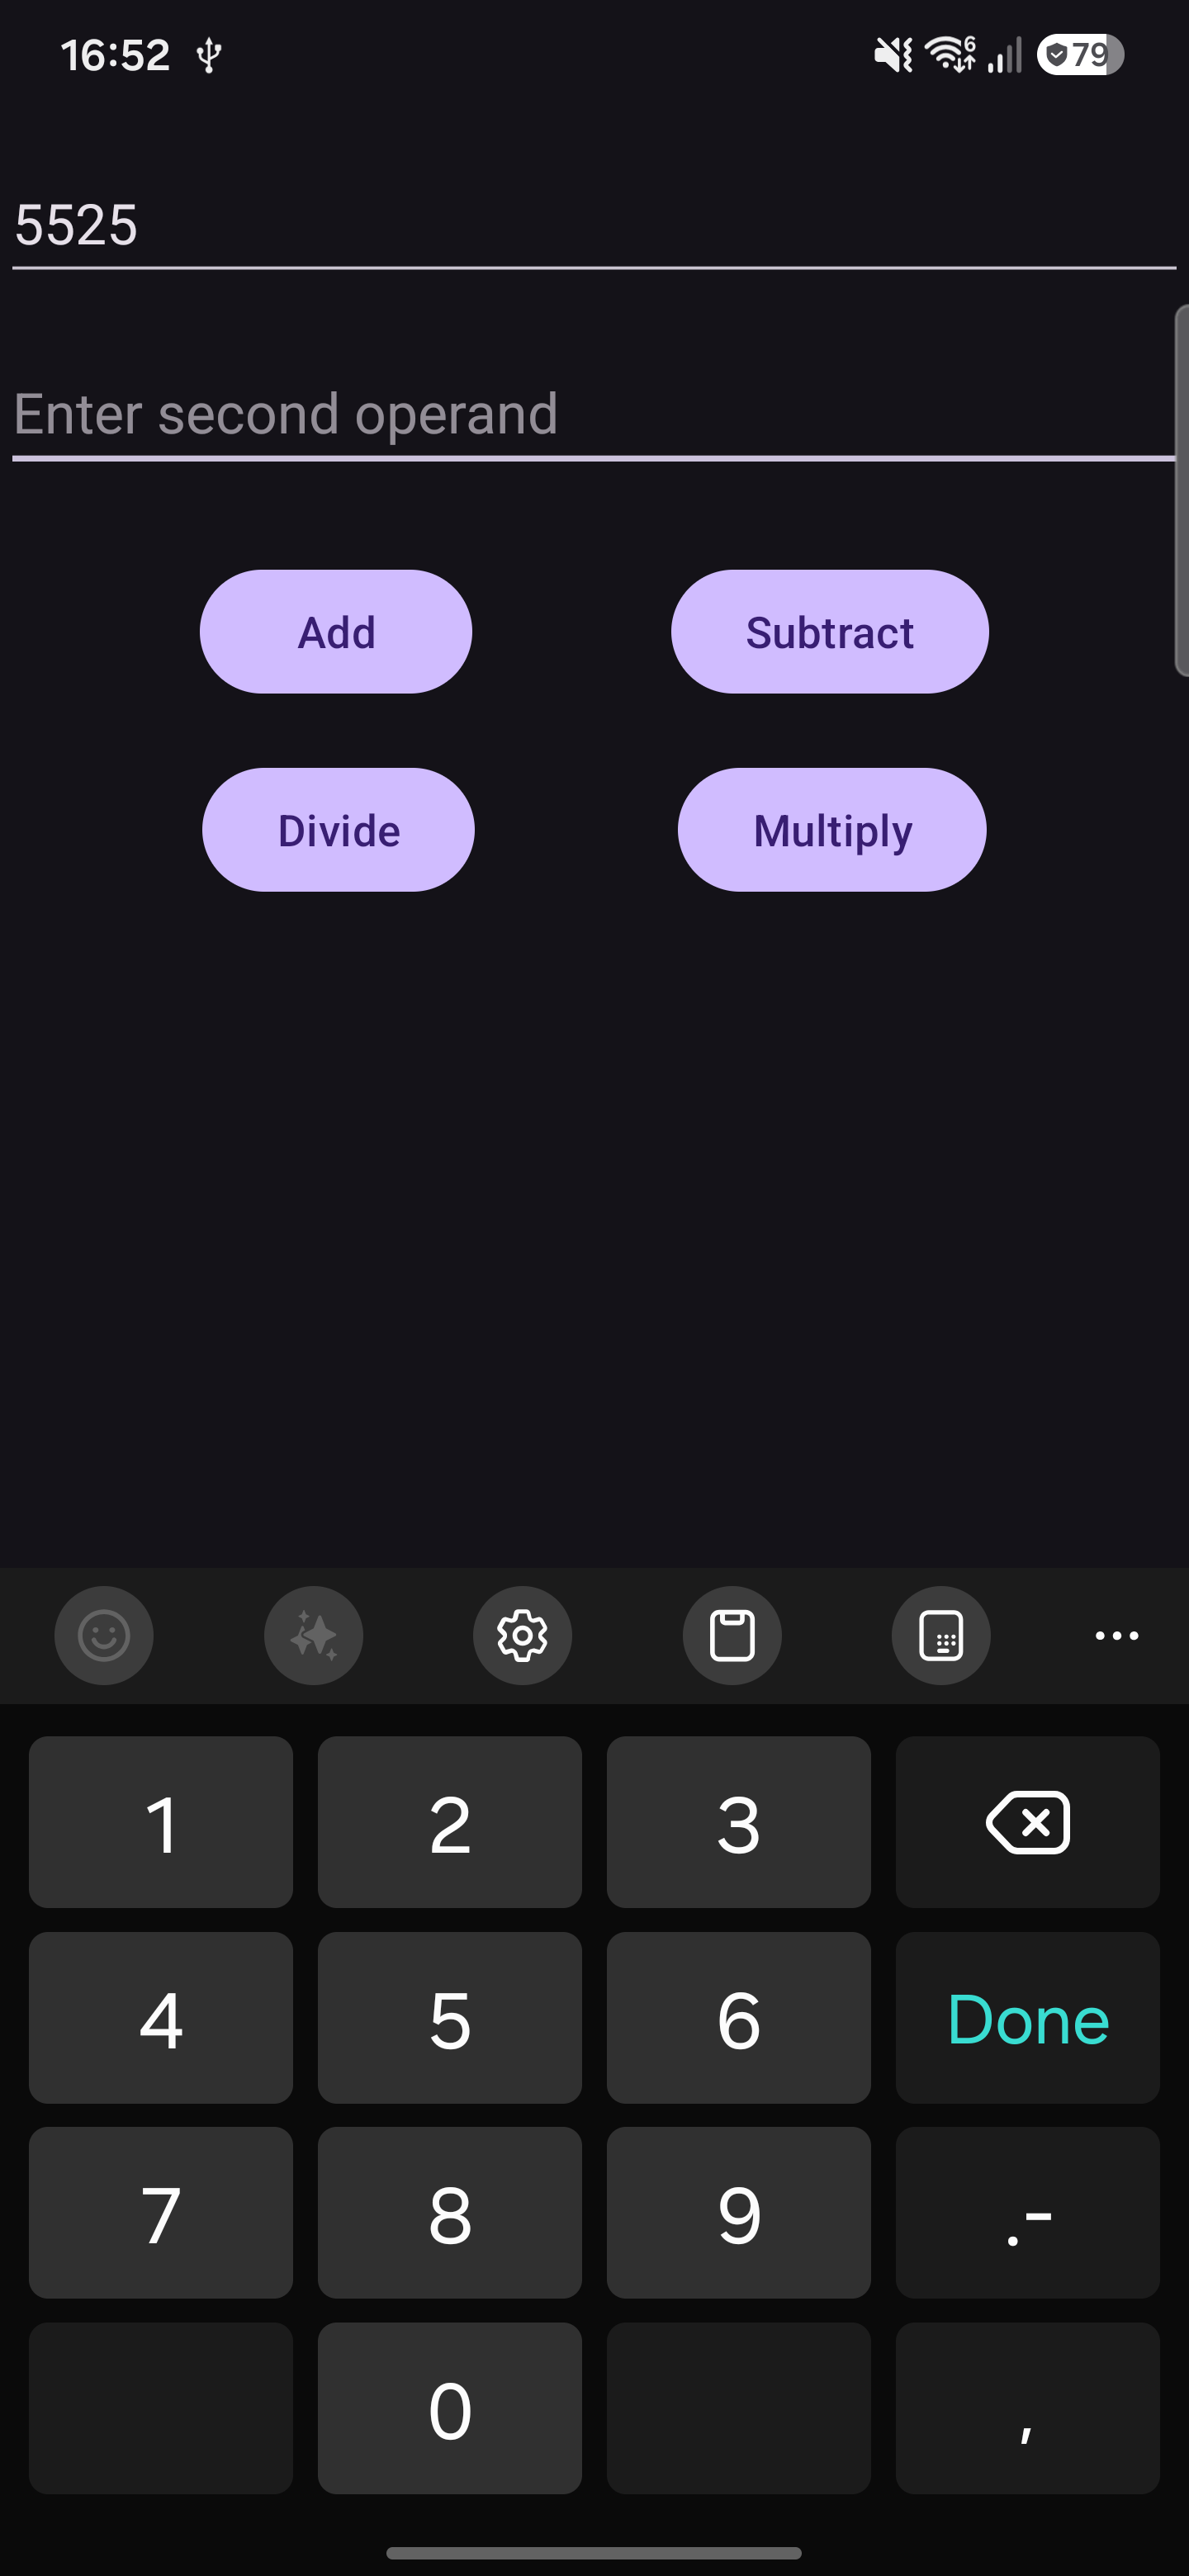 16:52 6 79
5525
Enter second operand
Add Subtract
Divide Multiply
1 2 3
4 5 6 Done
7 8 9 .-
0 ,